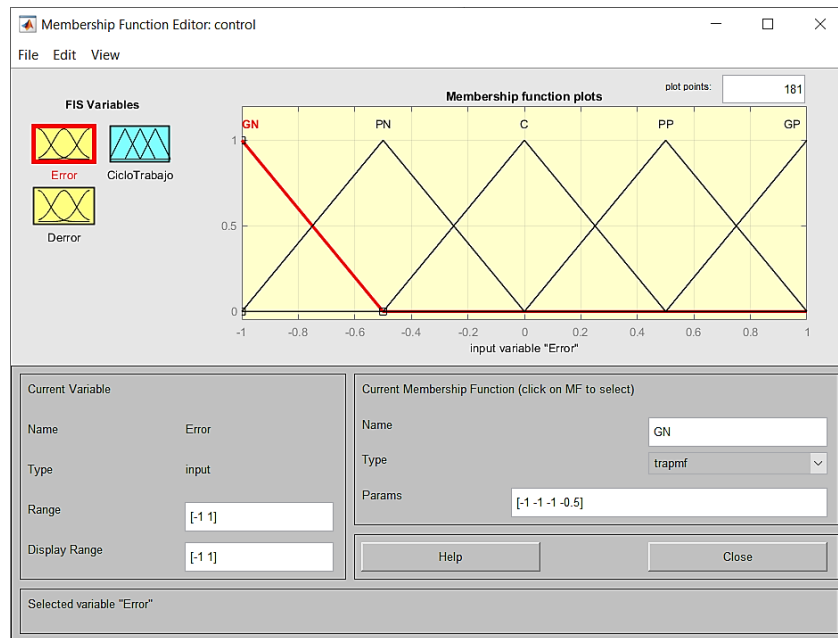 Membership Function Editor: control
File Edit View
FIS Variables
Error
CicloTrabajo
Derror
Membership function plots
plot points:
181
GN PN C PP GP
1
0.5
0
-1 -0.8 -0.6 -0.4 -0.2 0 0.2 0.4 0.6 0.8 1
input variable "Error"
Current Variable
Name Error
Type input
Range [-1 1]
Display Range [-1 1]
Current Membership Function (click on MF to select)
Name GN
Type trapmf
Params [-1 -1 -1 -0.5]
Help Close
Selected variable "Error"